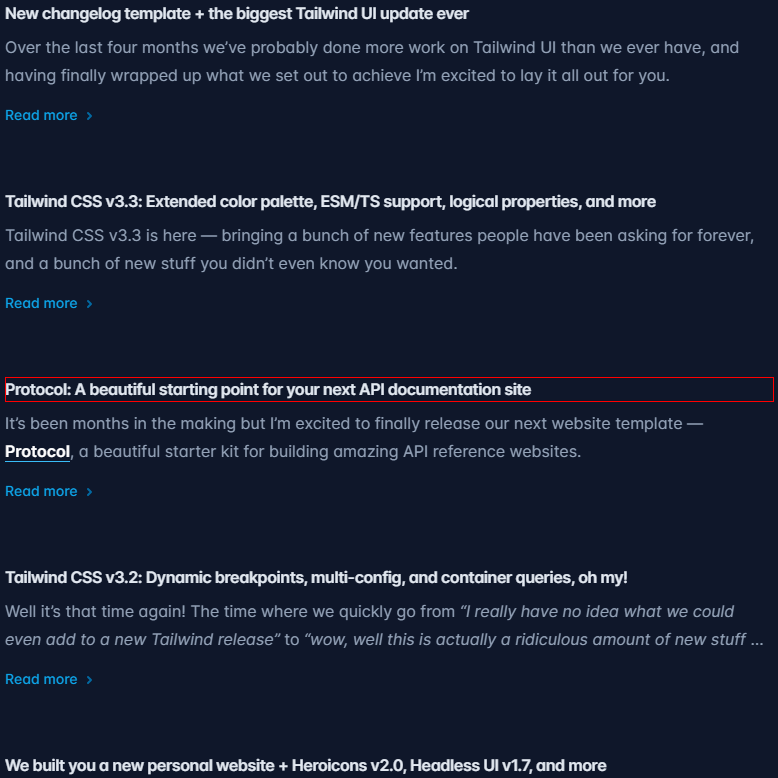 New changelog template + the biggest Tailwind UI update ever
Over the last four months we’ve probably done more work on Tailwind UI than we ever have, and
having finally wrapped up what we set out to achieve I’m excited to lay it all out for you.
Read more
Tailwind CSS v3.3: Extended color palette, ESM/TS support, logical properties, and more
Tailwind CSS v3.3 is here — bringing a bunch of new features people have been asking for forever,
and a bunch of new stuff you didn’t even know you wanted.
Read more
Protocol: A beautiful starting point for your next API documentation site
It’s been months in the making but I’m excited to finally release our next website template —
Protocol, a beautiful starter kit for building amazing API reference websites.
Read more
Tailwind CSS v3.2: Dynamic breakpoints, multi-config, and container queries, oh my!
Well it’s that time again! The time where we quickly go from “I really have no idea what we could
even add to a new Tailwind release” to “wow, well this is actually a ridiculous amount of new stuff ...
Read more
We built you a new personal website + Heroicons v2.0, Headless UI v1.7, and more